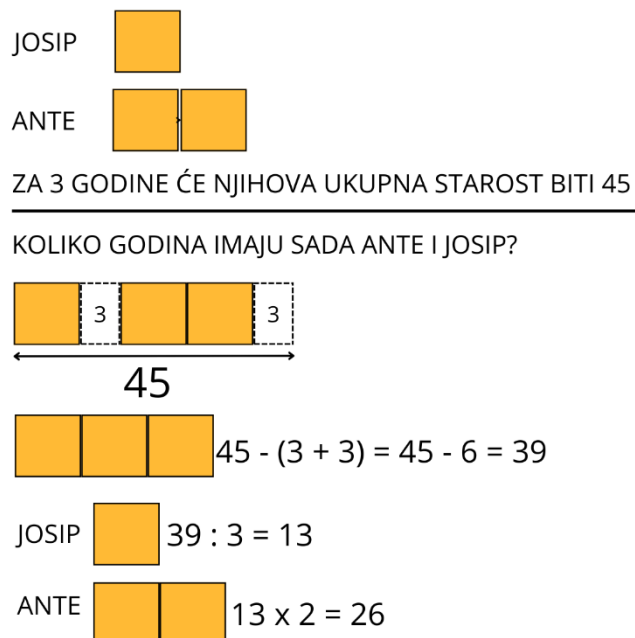 JOSIP
ANTE
ZA 3 GODINE ĆE NJIHOVA UKUPNA STAROST BITI 45
KOLIKO GODINA IMAJU SADA ANTE I JOSIP?
3 3
45
45 - (3 + 3) = 45 - 6 = 39
JOSIP 39 : 3 = 13
ANTE 13 x 2 = 26